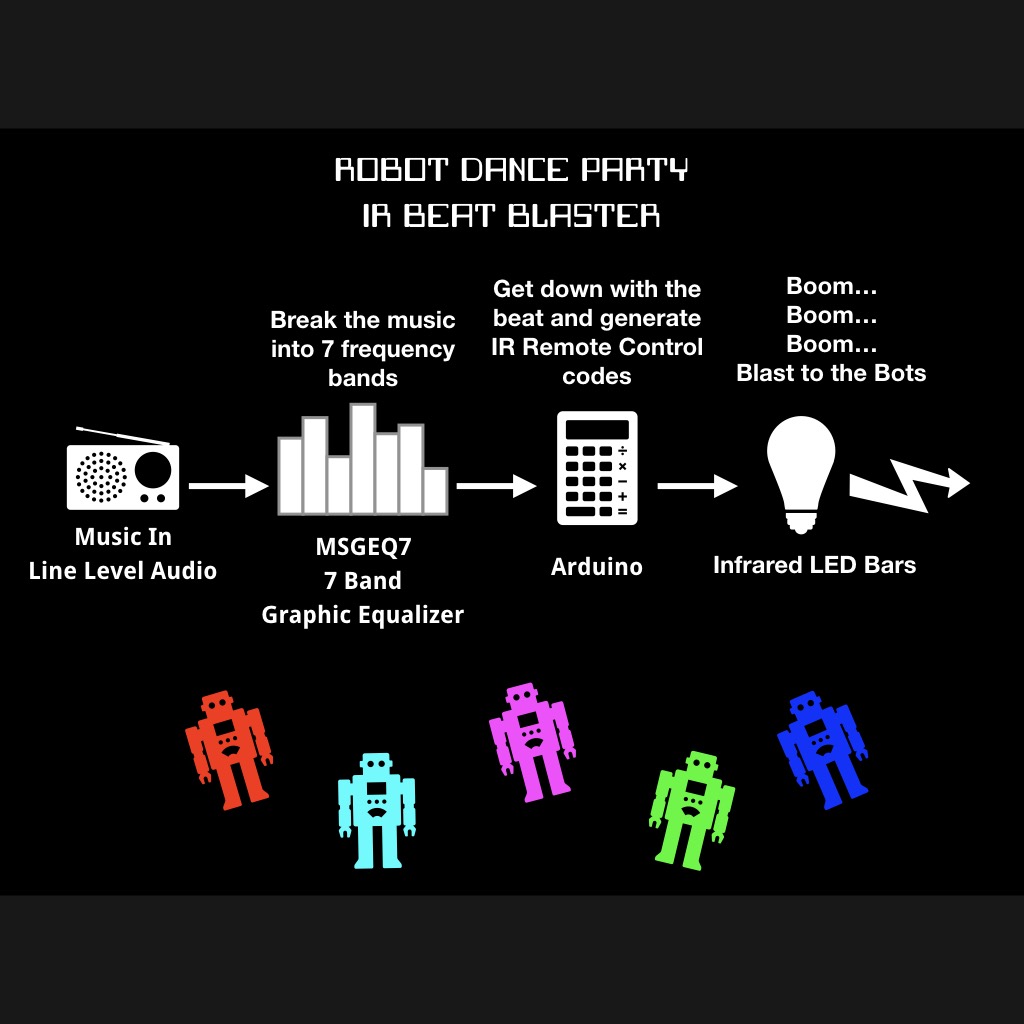 ROBOT DANCE PARTY
IR BEAT BLASTER
Break the music
into 7 frequency
bands
Get down with the
beat and generate
IR Remote Control
codes
Boom...
Boom...
Boom...
Blast to the Bots
÷
×
−
+
=
Music In
Line Level Audio
MSGEQ7
7 Band
Graphic Equalizer
Arduino
Infrared LED Bars